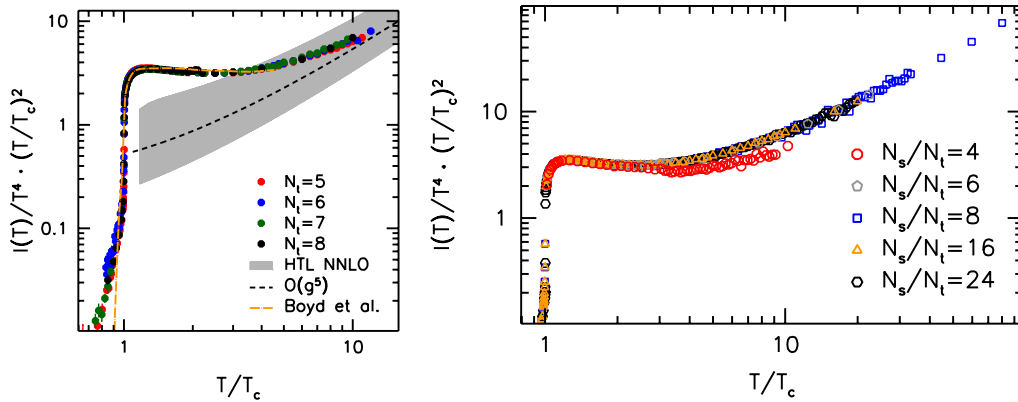 I(T)/T⁴ · (T/T_c)²
10
1
0.1
N_t=5
N_t=6
N_t=7
N_t=8
HTL NNLO
O(g⁵)
Boyd et al.
1
10
T/T_c
I(T)/T⁴ · (T/T_c)²
10
1
N_s/N_t=4
N_s/N_t=6
N_s/N_t=8
N_s/N_t=16
N_s/N_t=24
1
10
T/T_c